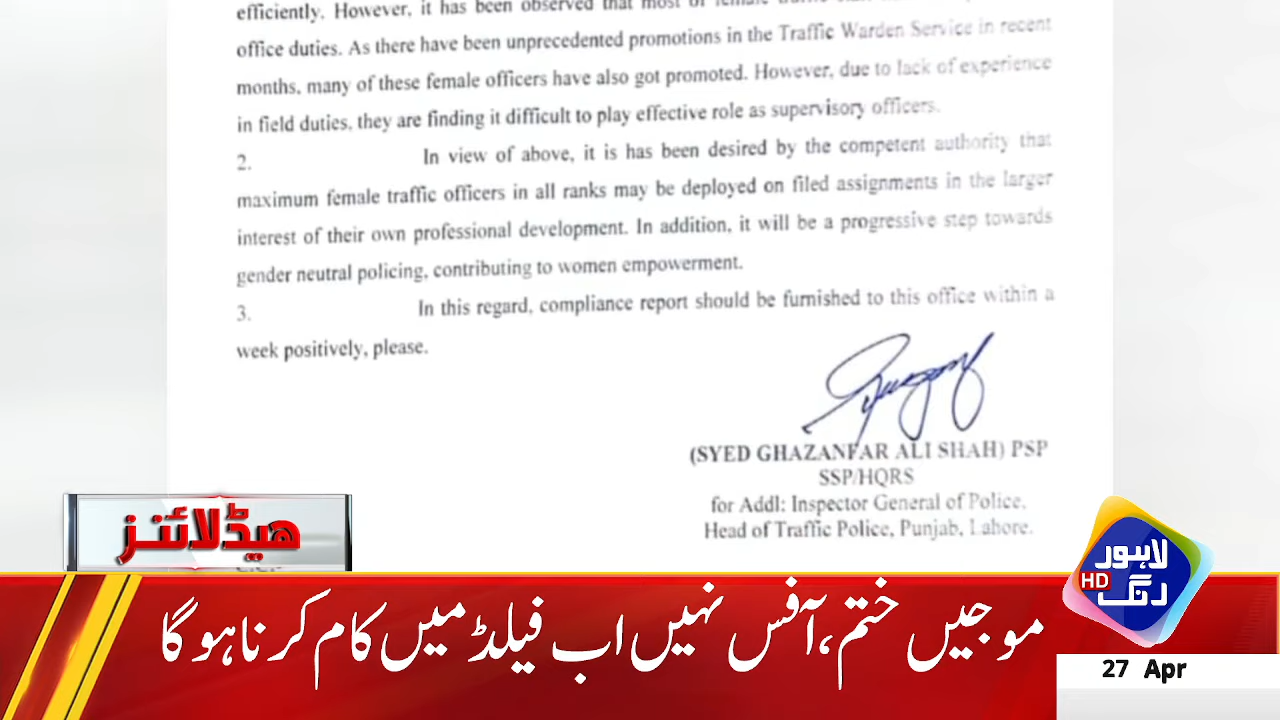 efficiently. However, it has been observed that most of female traffic
office duties. As there have been unprecedented promotions in the Traffic Warden Service in recent
months, many of these female officers have also got promoted. However, due to lack of experience
in field duties, they are finding it difficult to play effective role as supervisory officers.
2. In view of above, it is has been desired by the competent authority that
maximum female traffic officers in all ranks may be deployed on filed assignments in the larger
interest of their own professional development. In addition, it will be a progressive step towards
gender neutral policing, contributing to women empowerment.
3. In this regard, compliance report should be furnished to this office within a
week positively, please.
(SYED GHAZANFAR ALI SHAH) PSP
SSP/HQRS
for Addl: Inspector General of Police,
Head of Traffic Police, Punjab, Lahore.
ہیڈلائنز
لاہور
HD رنگ
موجیں ختم، آفس نہیں اب فیلڈ میں کام کرنا ہو گا
27 Apr